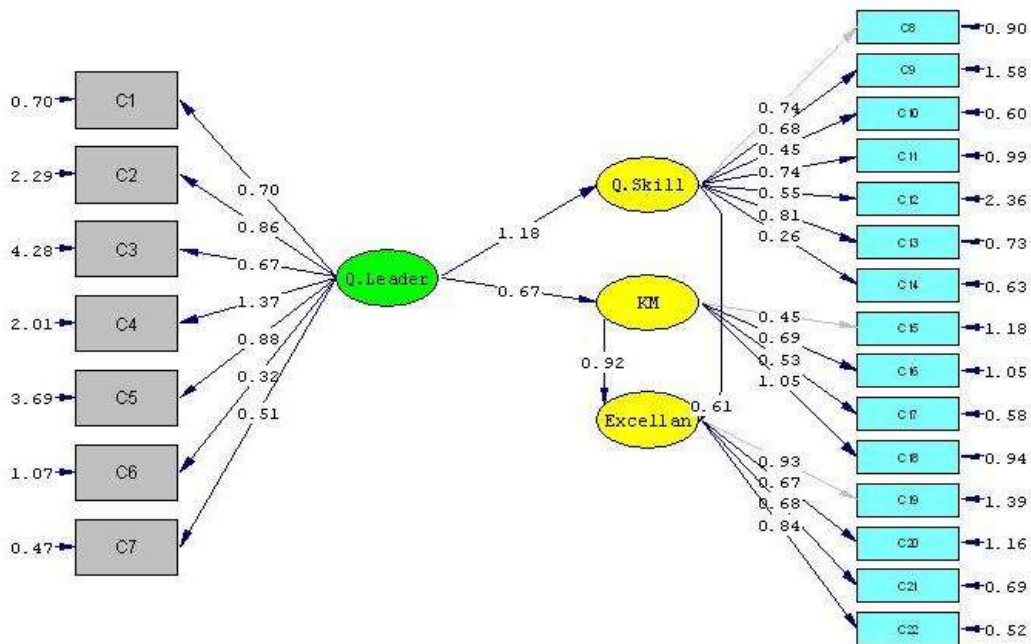 C8
0.90
C9
1.58
C10
0.60
C11
0.99
C12
2.36
C13
0.73
C14
0.63
C15
1.18
C16
1.05
C17
0.58
C18
0.94
C19
1.39
C20
1.16
C21
0.69
C22
0.52
0.70
C1
2.29
C2
4.28
C3
2.01
C4
3.69
C5
1.07
C6
0.47
C7
0.70
0.86
0.67
1.37
0.88
0.32
0.51
Q.Leader
1.18
0.67
Q.Skill
KM
0.92
Excellan
0.61
0.74
0.68
0.45
0.74
0.55
0.81
0.26
0.45
0.69
0.53
1.05
0.93
0.67
0.68
0.84